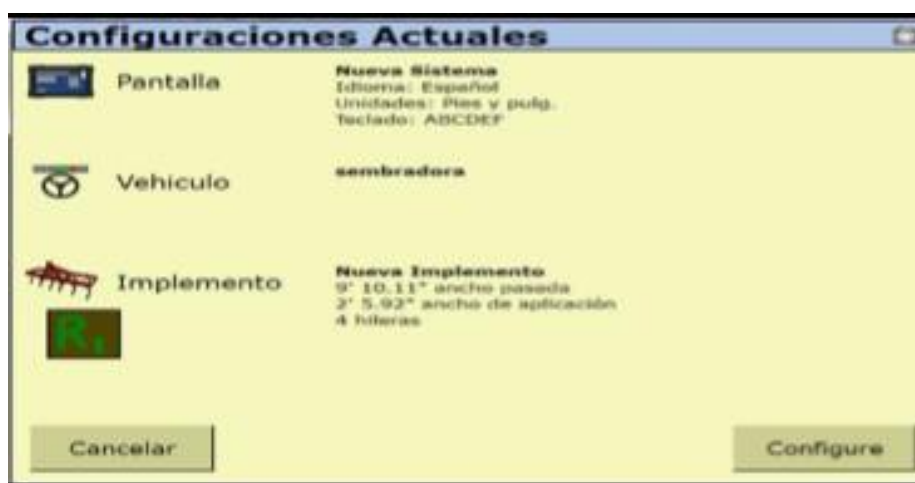 Configuraciones Actuales
Pantalla
Nueva Sistema
Idioma: Español
Unidades: Pies y pulg.
Teclado: ABCDEF
Vehiculo
sembradora
Implemento
Nueva Implemento
9' 10.11" ancho pasada
2' 5.92" ancho de aplicación
4 hileras
R
Cancelar
Configure